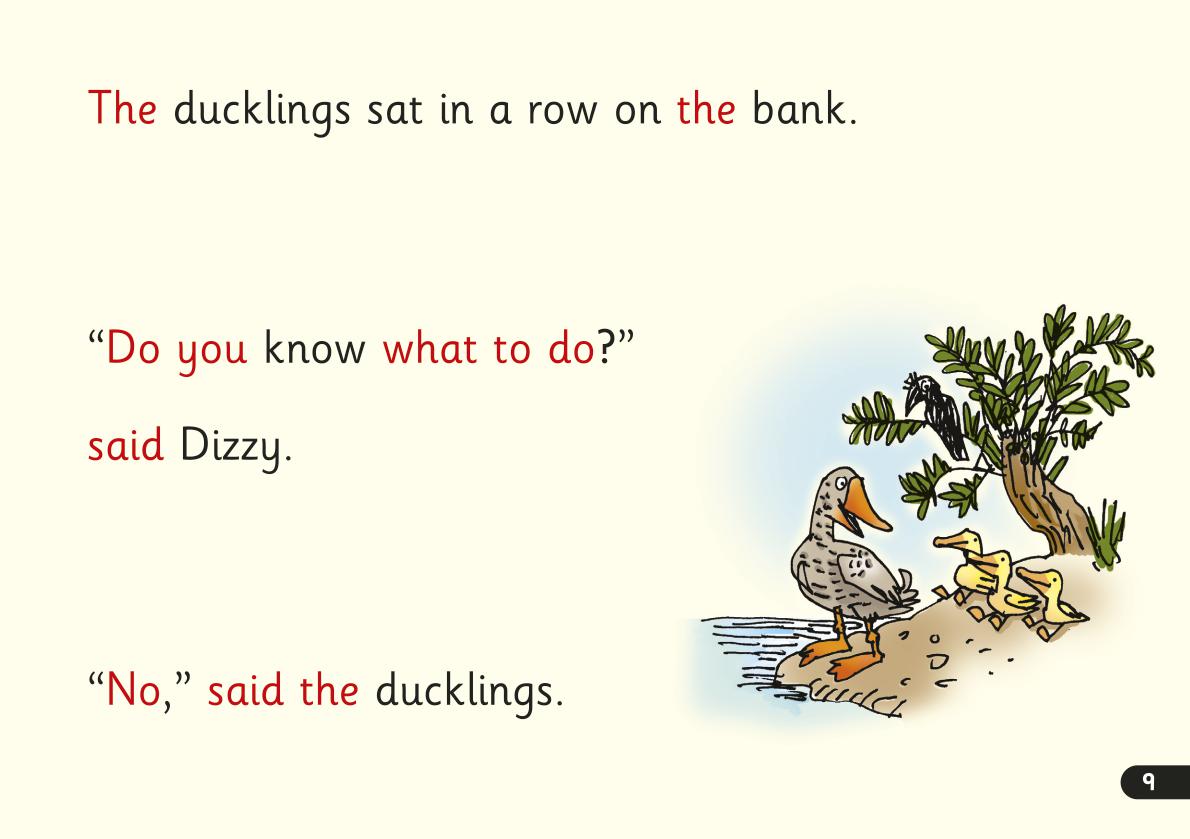 The ducklings sat in a row on the bank.
“Do you know what to do?”
said Dizzy.
“No,” said the ducklings.
9